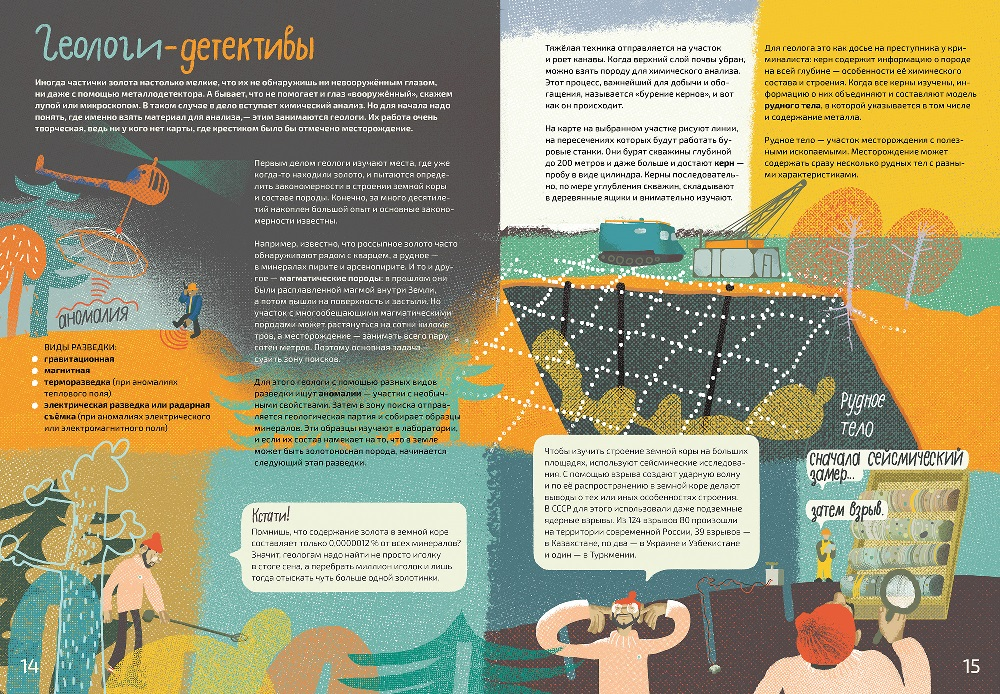 Геологи-детективы
Иногда частички золота настолько мелкие, что их не обнаружишь ни невооружённым глазом,
ни даже с помощью металлодетектора. А бывает, что не помогает и глаз «вооружённый», скажем
лупой или микроскопом. В таком случае в дело вступает химический анализ. Но для начала надо
понять, где именно взять материал для анализа, — этим занимаются геологи. Их работа очень
творческая, ведь ни у кого нет карты, где крестиком было бы отмечено месторождение.
Первым делом геологи изучают места, где уже
когда-то находили золото, и пытаются опреде-
лить закономерности в строении земной коры
и составе породы. Конечно, за много десятиле-
тий накоплен большой опыт и основные законо-
мерности известны.
Например, известно, что россыпное золото часто
обнаруживают рядом с кварцем, а рудное —
в минералах пирите и арсенопирите. И то и дру-
гое — магматические породы: в прошлом они
были расплавленной магмой внутри Земли,
а потом вышли на поверхность и застыли. Но
участок с многообещающими магматическими
породами может растянуться на сотни киломе-
тров, а месторождение — занимать всего пару
сотен метров. Поэтому основная задача —
сузить зону поисков.
Для этого геологи с помощью разных видов
разведки ищут аномалии — участки с необыч-
ными свойствами. Затем в зону поиска отправ-
ляется геологическая партия и собирает образцы
минералов. Эти образцы изучают в лаборатории,
и если их состав намекает на то, что в земле
может быть золотоносная порода, начинается
следующий этап разведки.
аномалия
ВИДЫ РАЗВЕДКИ:
гравитационная
магнитная
терморазведка (при аномалиях
теплового поля)
электрическая разведка или радарная
съёмка (при аномалиях электрического
или электромагнитного поля)
Кстати!
Помнишь, что содержание золота в земной коре
составляет только 0,0000012 % от всех минералов?
Значит, геологам надо найти не просто иголку
в стоге сена, а перебрать миллион иголок и лишь
тогда отыскать чуть больше одной золотинки.
14
Тяжёлая техника отправляется на участок
и роет канавы. Когда верхний слой почвы убран,
можно взять породу для химического анализа.
Этот процесс, важнейший для добычи и обо-
гащения, называется «бурение кернов», и вот
как он происходит.
На карте на выбранном участке рисуют линии,
на пересечениях которых будут работать бу-
ровые станки. Они бурят скважины глубиной
до 200 метров и даже больше и достают керн —
пробу в виде цилиндра. Керны последователь-
но, по мере углубления скважин, складывают
в деревянные ящики и внимательно изучают.
Для геолога это как досье на преступника у кри-
миналиста: керн содержит информацию о породе
на всей глубине — особенности её химического
состава и строения. Когда все керны изучены, ин-
формацию о них объединяют и составляют модель
рудного тела, в которой указывается в том числе
и содержание металла.
Рудное тело — участок месторождения с полез-
ными ископаемыми. Месторождение может
содержать сразу несколько рудных тел с разны-
ми характеристиками.
Рудное
тело
Чтобы изучить строение земной коры на больших
площадях, используют сейсмические исследова-
ния. С помощью взрыва создают ударную волну
и по её распространению в земной коре делают
выводы о тех или иных особенностях строения.
В СССР для этого использовали даже подземные
ядерные взрывы. Из 124 взрывов 80 произошли
на территории современной России, 39 взрывов —
в Казахстане, по два — в Украине и Узбекистане
и один — в Туркмении.
сначала сейсмический
замер...
затем взрыв.
15